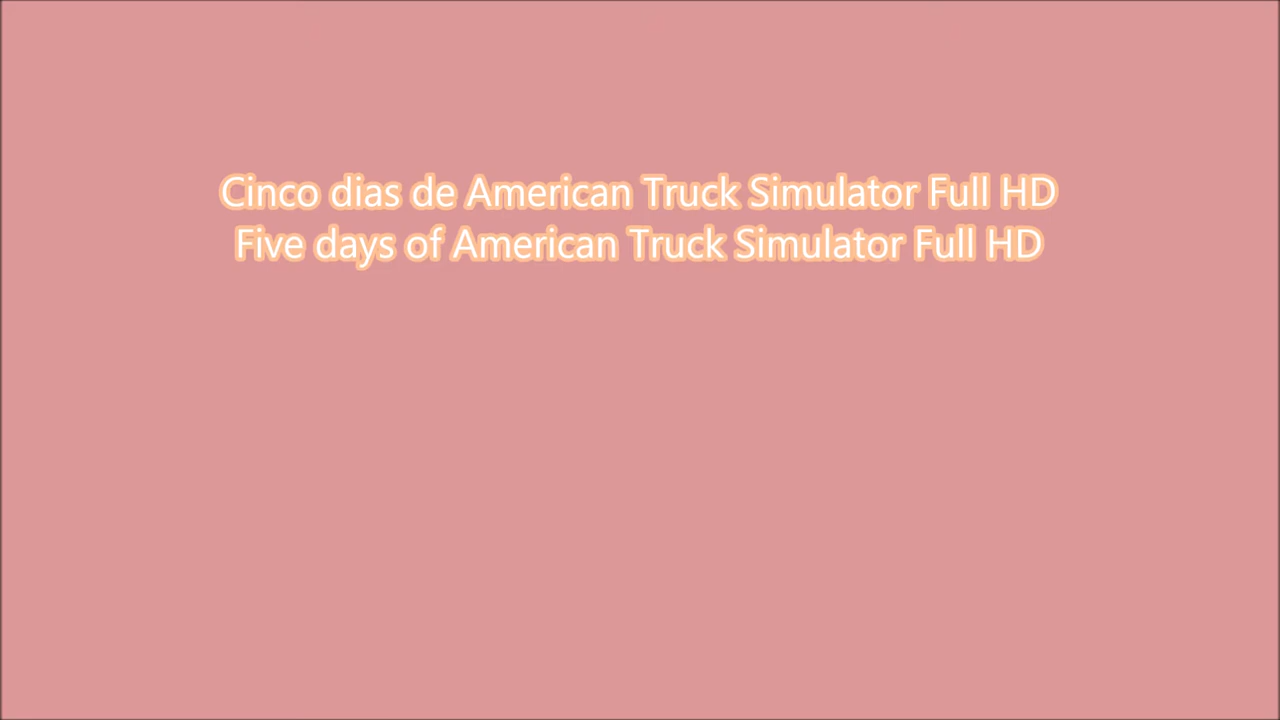 Cinco dias de American Truck Simulator Full HD
Five days of American Truck Simulator Full HD